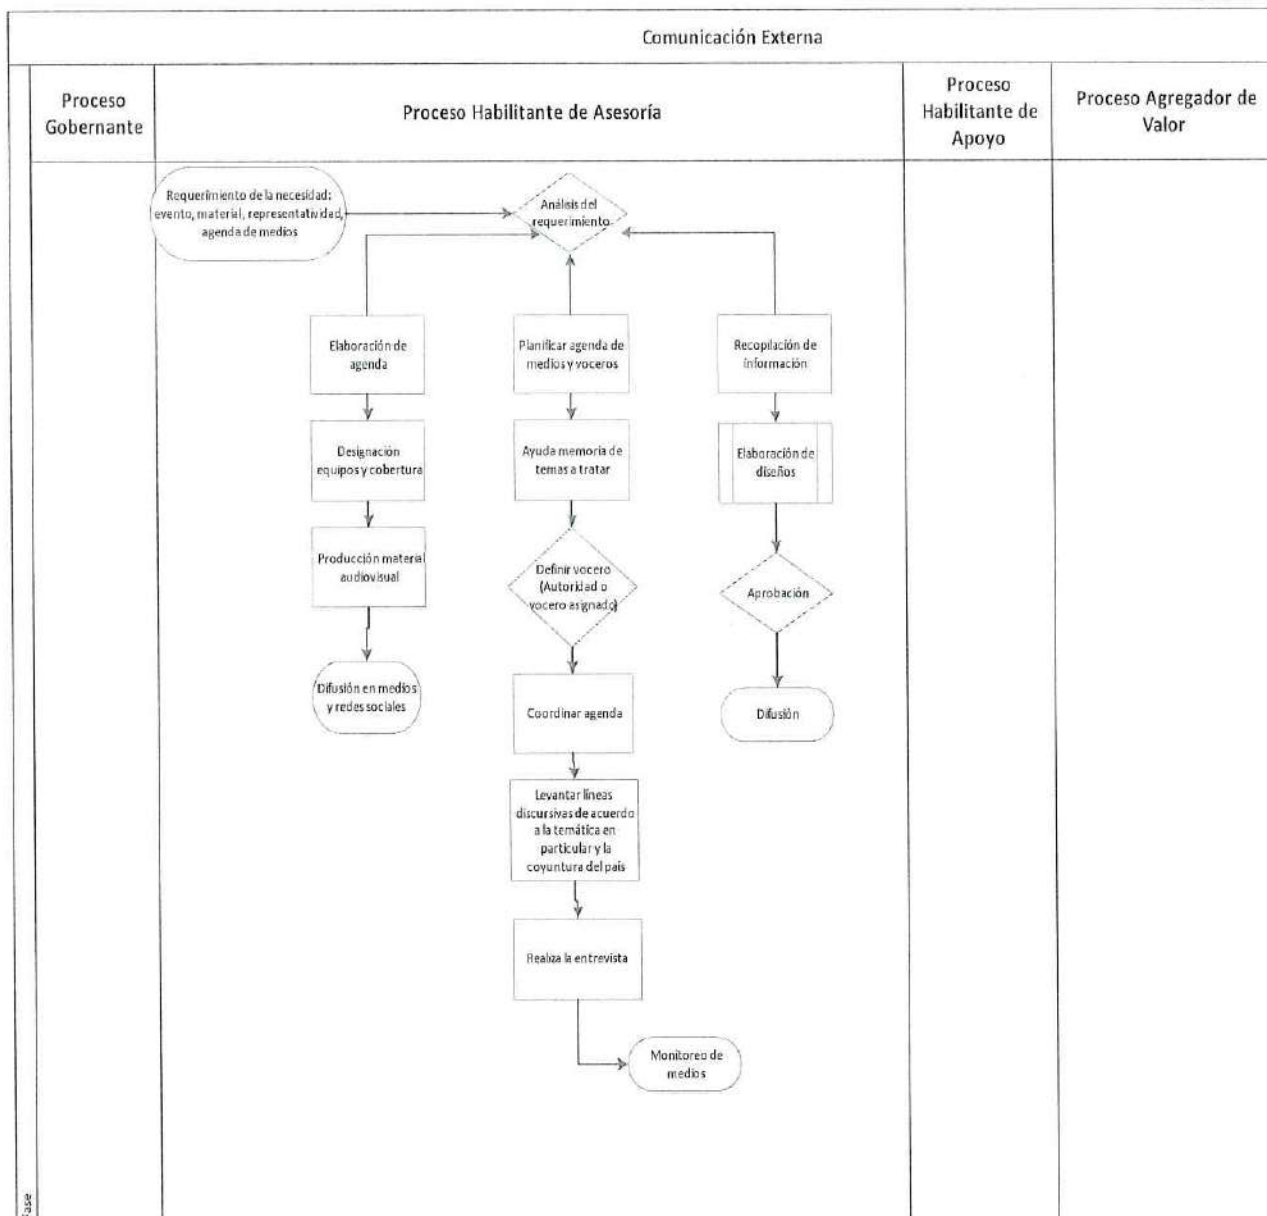 Comunicación Externa
Proceso
Gobernante
Proceso Habilitante de Asesoría
Proceso
Habilitante de
Apoyo
Proceso Agregador de
Valor
Requerimiento de la necesidad:
evento, material, representatividad,
agenda de medios
Análisis del
requerimiento
Elaboración de
agenda
Planificar agenda de
medios y voceros
Recopilación de
información
Designación
equipos y cobertura
Ayuda memoria de
temas a tratar
Elaboración de
diseños
Producción material
audiovisual
Definir vocero
(Autoridad o
vocero asignado)
Aprobación
Difusión en medios
y redes sociales
Coordinar agenda
Difusión
Levantar líneas
discursivas de acuerdo
a la temática en
particular y la
coyuntura del país
Realiza la entrevista
Monitoreo de
medios
Fase